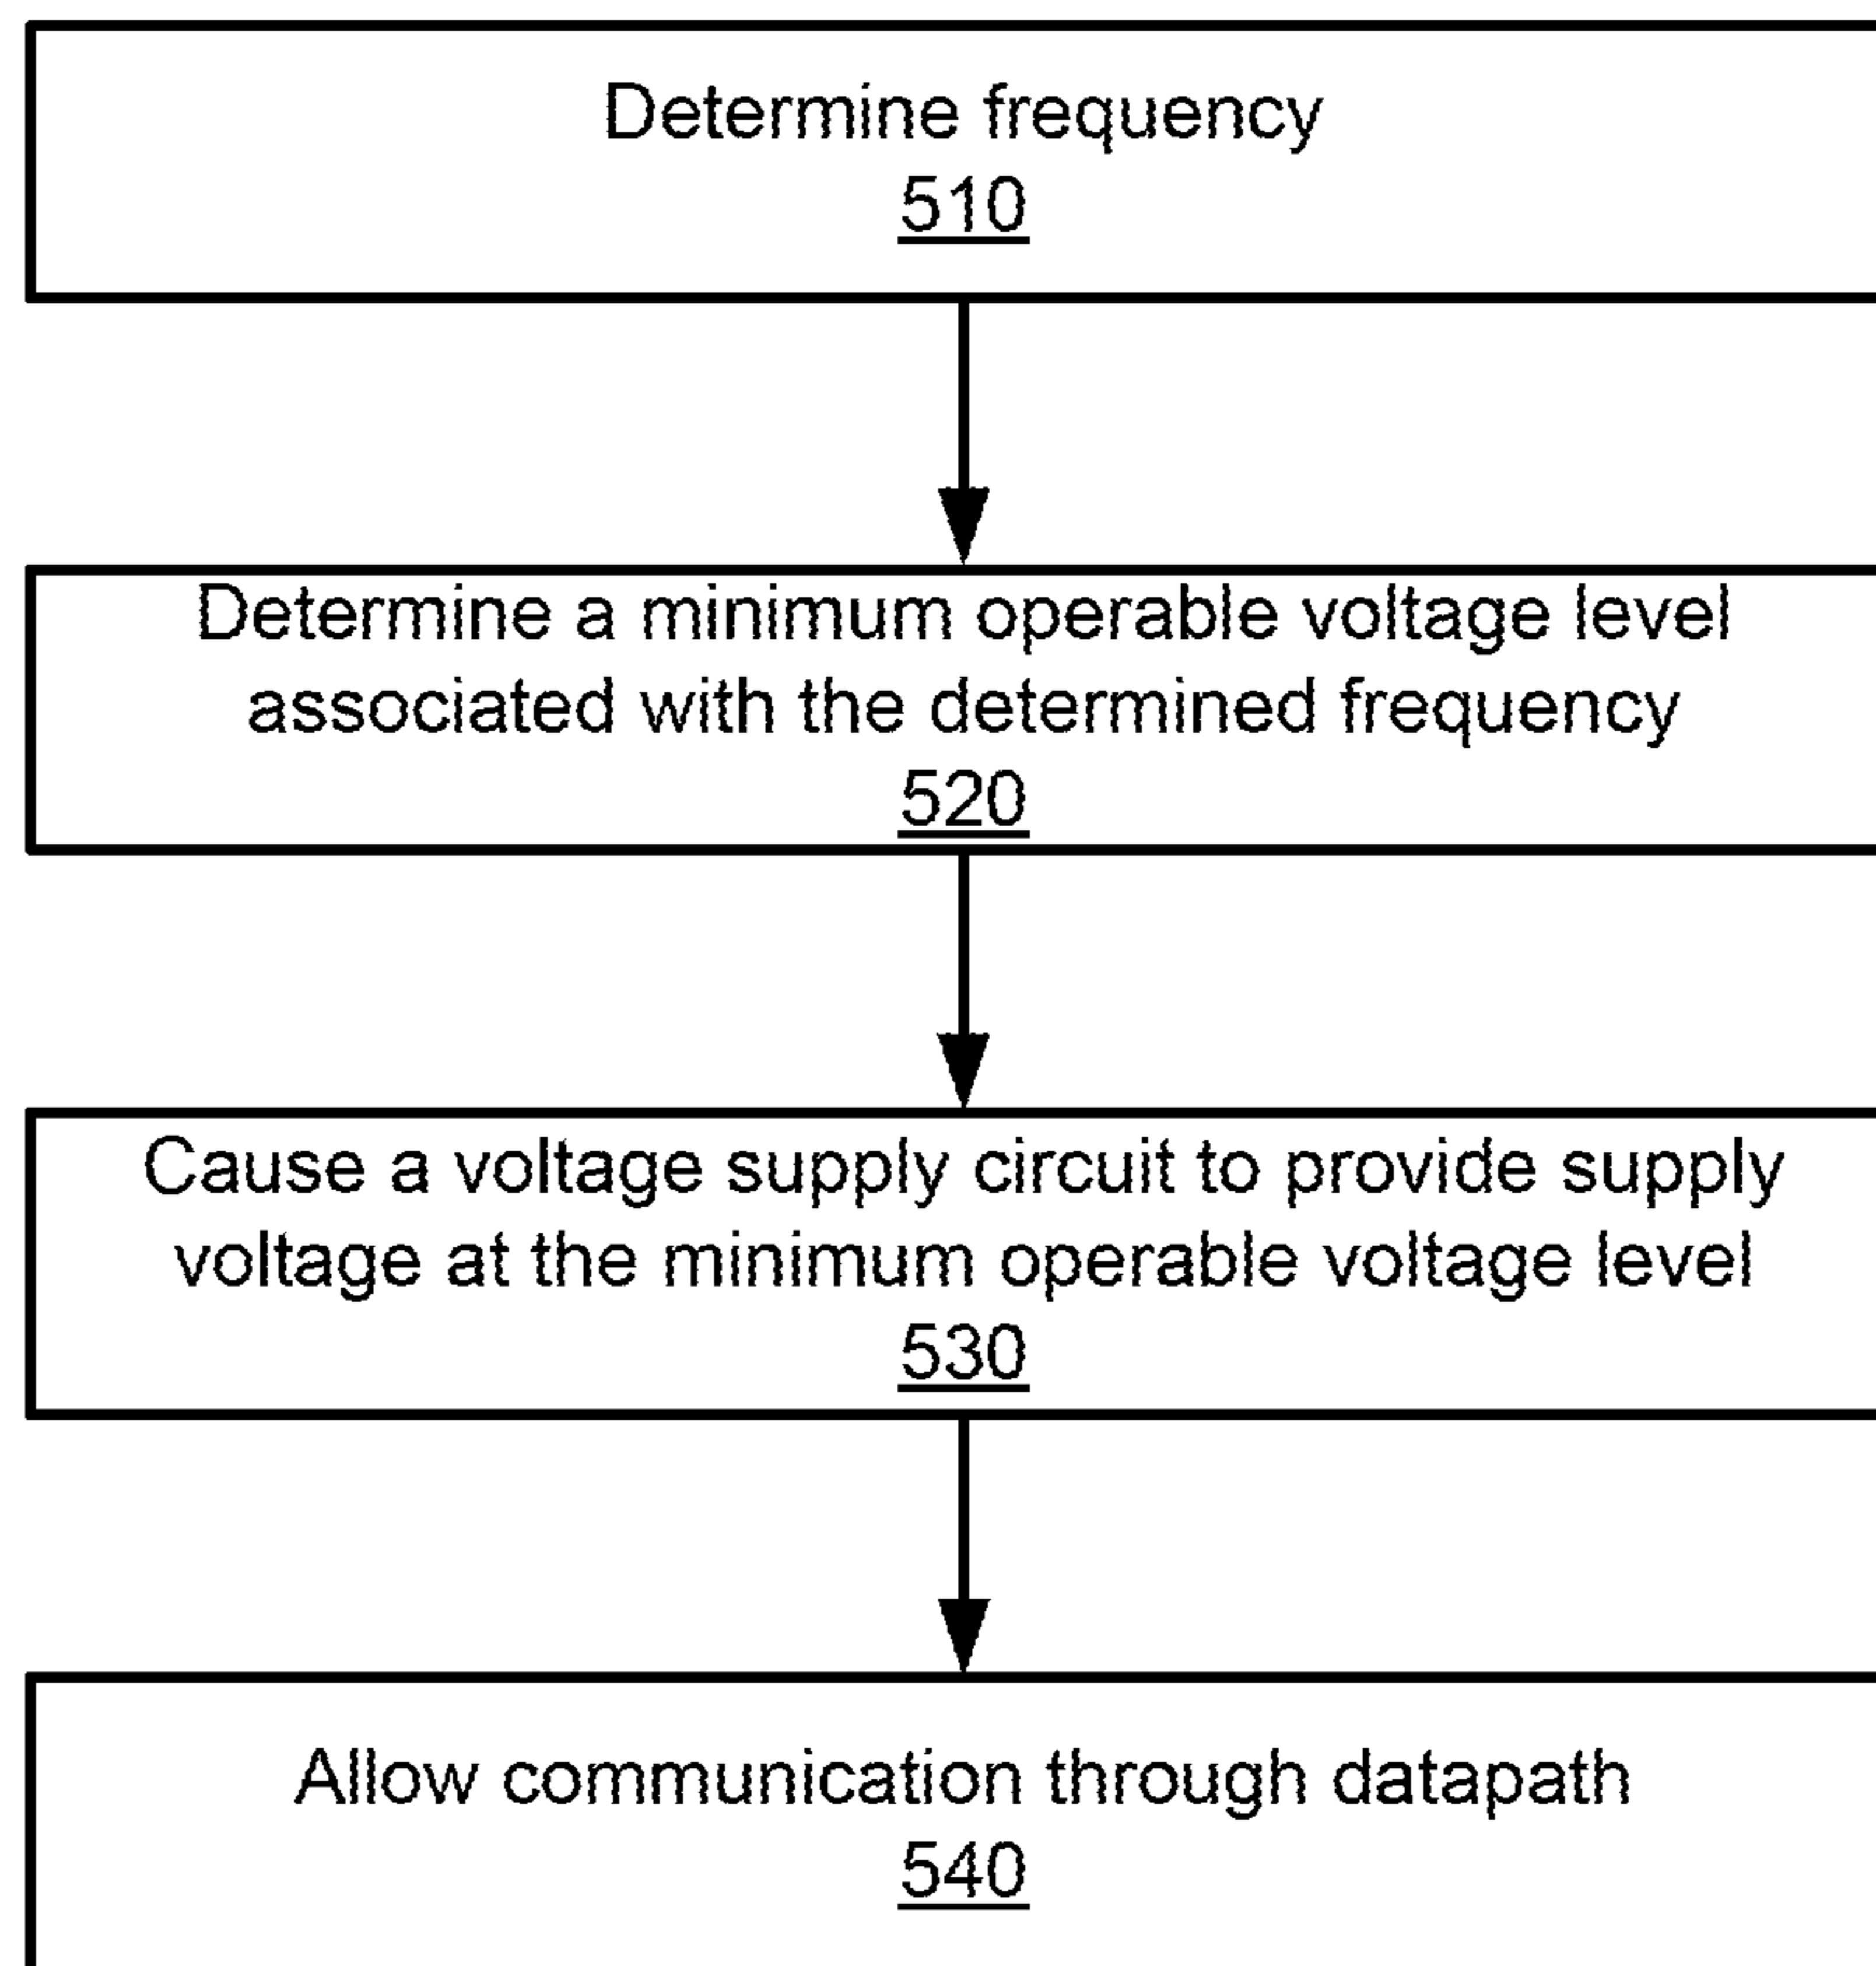 Determine frequency
510
Determine a minimum operable voltage level
associated with the determined frequency
520
Cause a voltage supply circuit to provide supply
voltage at the minimum operable voltage level
530
Allow communication through datapath
540